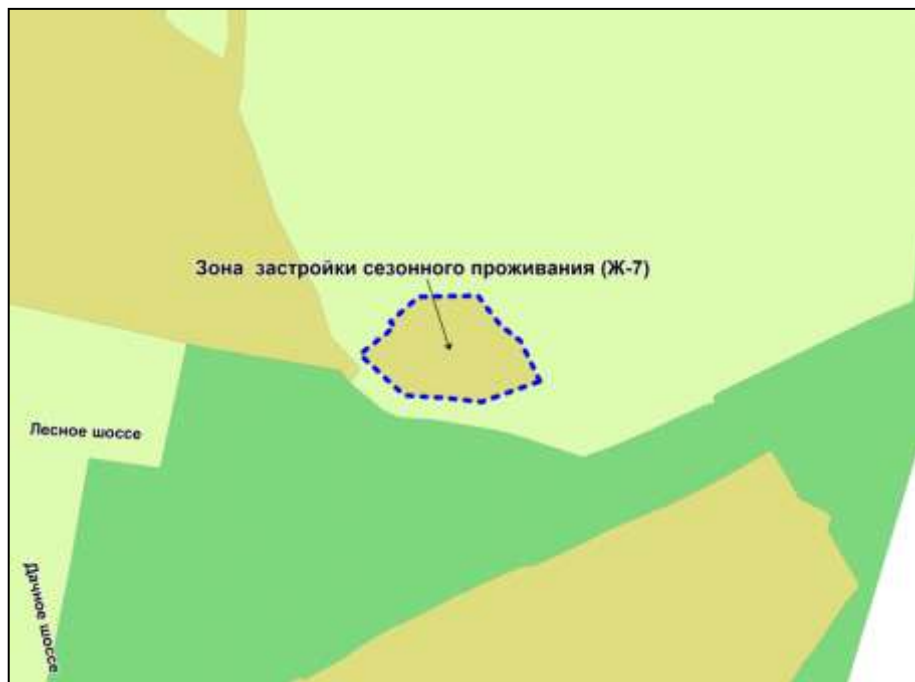 Зона застройки сезонного проживания (Ж-7)
Лесное шоссе
Дачное шоссе